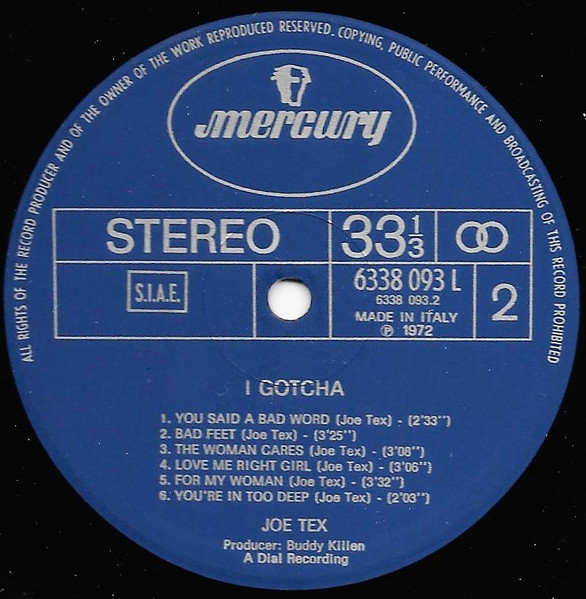 ALL RIGHTS OF THE RECORD PRODUCER AND OF THE OWNER OF THE WORK REPRODUCED RESERVED. COPYING, PUBLIC PERFORMANCE AND BROADCASTING OF THIS RECORD PROHIBITED
mercury
STEREO
33 1/3
S.I.A.E.
6338 093 L
6338 093.2
MADE IN ITALY
℗ 1972
2
I GOTCHA
1. YOU SAID A BAD WORD (Joe Tex) - (2'33'')
2. BAD FEET (Joe Tex) - (3'25'')
3. THE WOMAN CARES (Joe Tex) - (3'08'')
4. LOVE ME RIGHT GIRL (Joe Tex) - (3'06'')
5. FOR MY WOMAN (Joe Tex) - (3'32'')
6. YOU'RE IN TOO DEEP (Joe Tex) - (2'03'')
JOE TEX
Producer: Buddy Killen
A Dial Recording